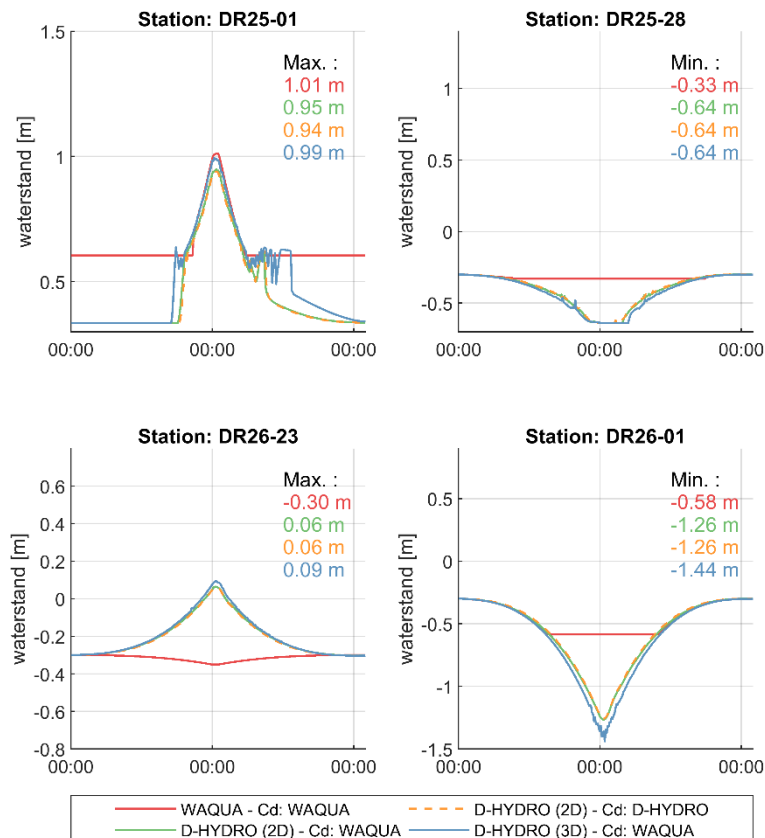 Station: DR25-01
Max. :
1.01 m
0.95 m
0.94 m
0.99 m
waterstand [m]
1.5
1
0.5
00:00 00:00 00:00
Station: DR25-28
Min. :
-0.33 m
-0.64 m
-0.64 m
-0.64 m
waterstand [m]
1
0.5
0
-0.5
00:00 00:00 00:00
Station: DR26-23
Max. :
-0.30 m
0.06 m
0.06 m
0.09 m
waterstand [m]
0.6
0.4
0.2
0
-0.2
-0.4
-0.6
-0.8
00:00 00:00 00:00
Station: DR26-01
Min. :
-0.58 m
-1.26 m
-1.26 m
-1.44 m
waterstand [m]
0.5
0
-0.5
-1
-1.5
00:00 00:00 00:00
WAQUA - Cd: WAQUA D-HYDRO (2D) - Cd: D-HYDRO
D-HYDRO (2D) - Cd: WAQUA D-HYDRO (3D) - Cd: WAQUA